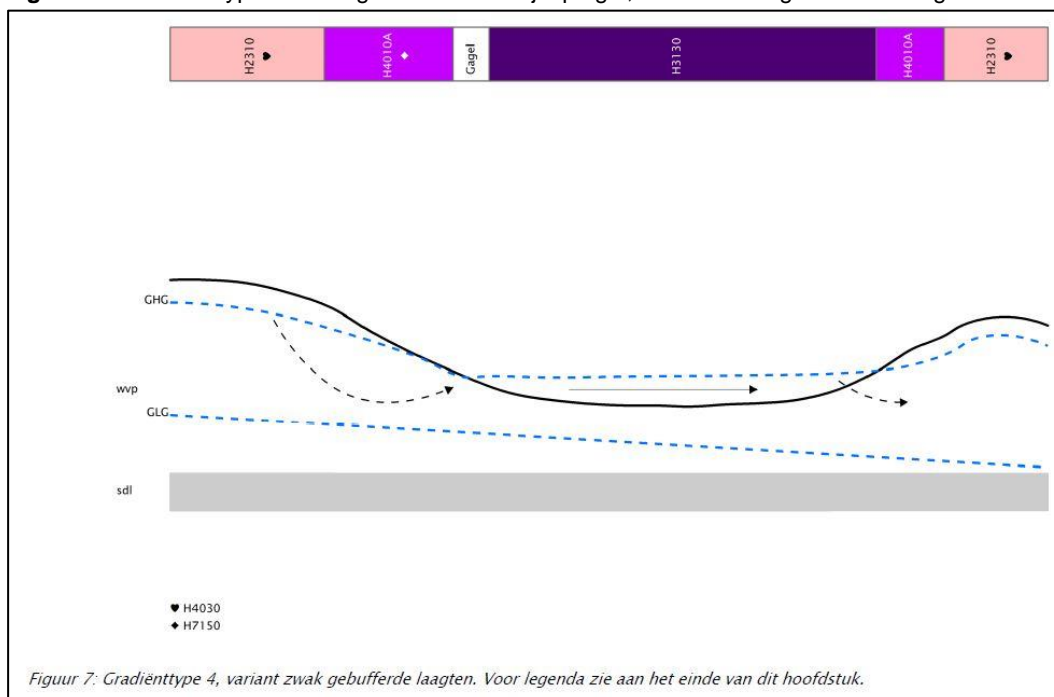 H2310 ♥
H4010A ◆
Gagel
H3130
H4010A
H2310 ♥
GHG
wvp
GLG
sdl
♥ H4030
◆ H7150
Figuur 7: Gradiënttype 4, variant zwak gebufferde laagten. Voor legenda zie aan het einde van dit hoofdstuk.